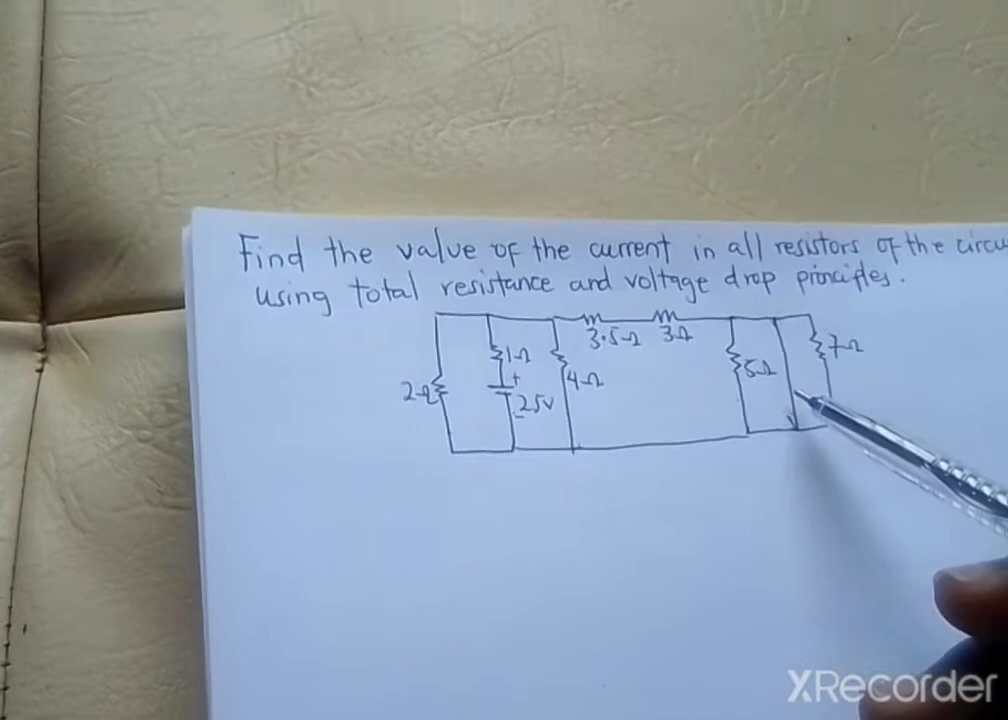 Find the value of the current in all resistors of the circu
using total resistance and voltage drop principles.
3.5Ω 3Ω
1Ω
7Ω
+
5Ω
2Ω
4Ω
25V
-
XRecorder